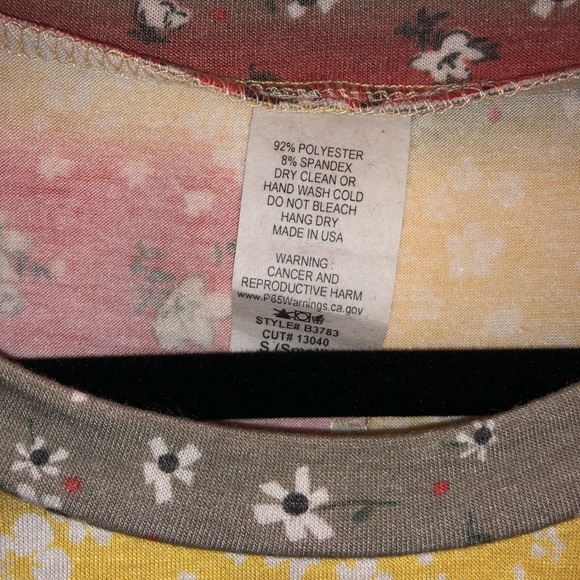 92% POLYESTER
8% SPANDEX
DRY CLEAN OR
HAND WASH COLD
DO NOT BLEACH
HANG DRY
MADE IN USA
WARNING :
CANCER AND
REPRODUCTIVE HARM
www.P65Warnings.ca.gov
STYLE# B3783
CUT# 13040
S (Small)